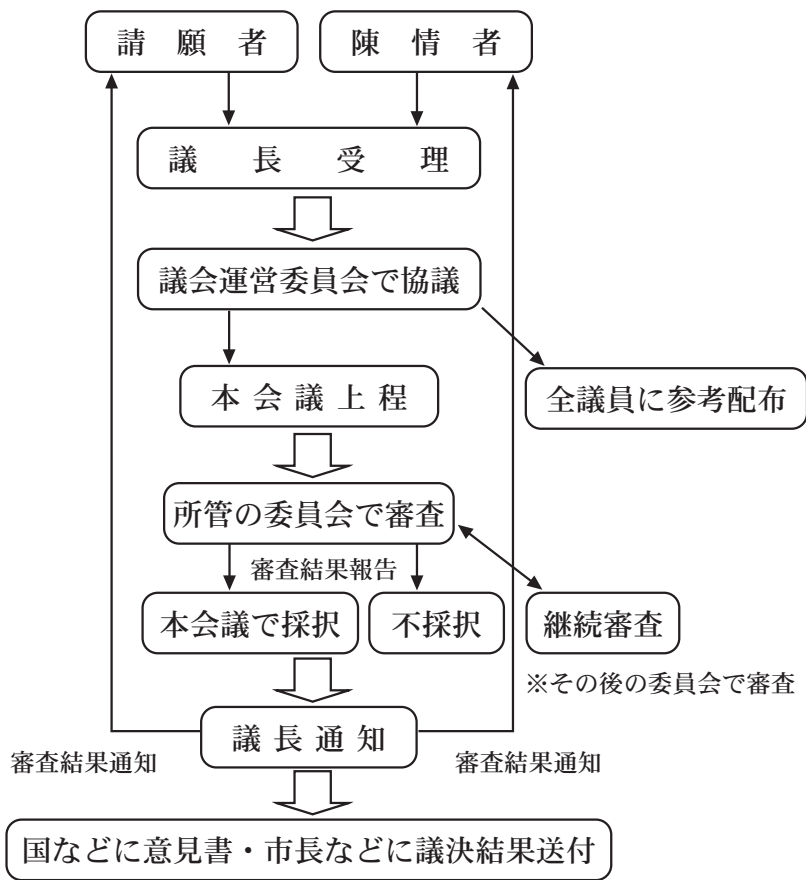 請願者
陳情者
議長受理
議会運営委員会で協議
本会議上程
全議員に参考配布
所管の委員会で審査
審査結果報告
本会議で採択
不採択
継続審査
※その後の委員会で審査
議長通知
審査結果通知
審査結果通知
国などに意見書・市長などに議決結果送付